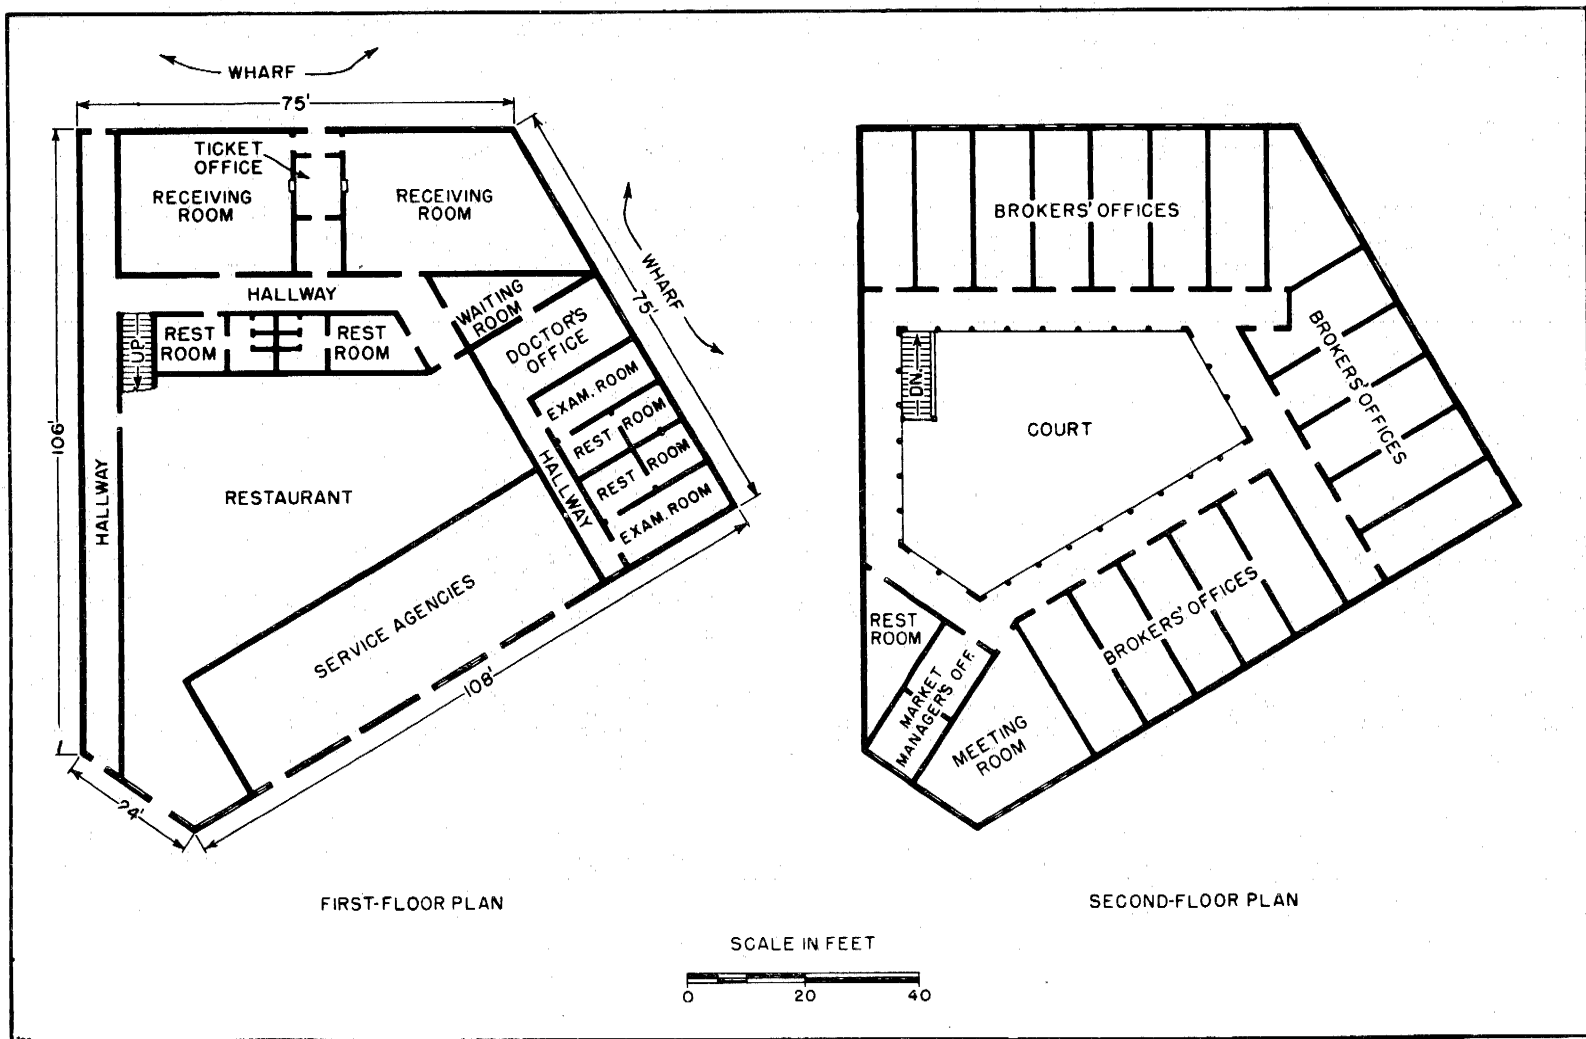 WHARF
75'
TICKET
OFFICE
RECEIVING
ROOM
RECEIVING
ROOM
WHARF
75'
HALLWAY
WAITING
ROOM
DOCTOR'S
OFFICE
UP
REST
ROOM
REST
ROOM
EXAM. ROOM
REST ROOM
REST ROOM
EXAM. ROOM
HALLWAY
106'
HALLWAY
RESTAURANT
SERVICE AGENCIES
108'
24'
FIRST-FLOOR PLAN
BROKERS' OFFICES
BROKERS' OFFICES
DN.
COURT
BROKERS' OFFICES
REST
ROOM
MARKET
MANAGER'S OFF.
MEETING
ROOM
SECOND-FLOOR PLAN
SCALE IN FEET
0 20 40